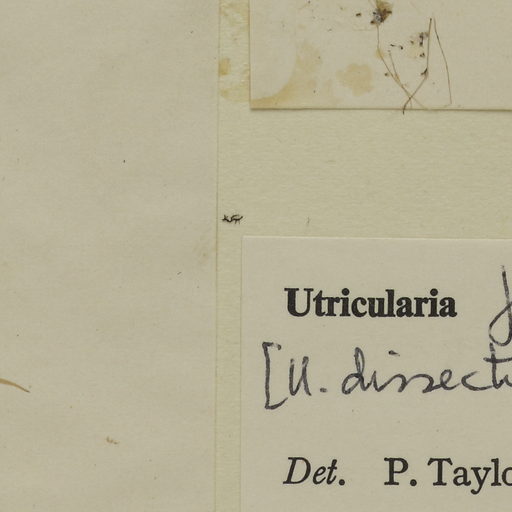 Utricularia
[U. dissect
Det. P. Taylo